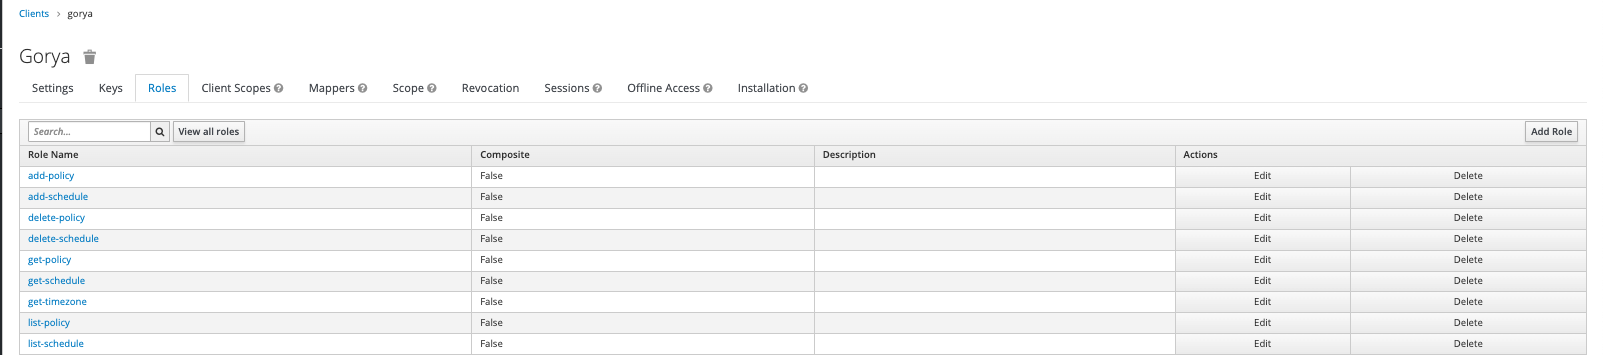 Clients > gorya
Gorya
Settings Keys Roles Client Scopes Mappers Scope Revocation Sessions Offline Access Installation
Search... View all roles Add Role
Role Name Composite Description Actions
add-policy False Edit Delete
add-schedule False Edit Delete
delete-policy False Edit Delete
delete-schedule False Edit Delete
get-policy False Edit Delete
get-schedule False Edit Delete
get-timezone False Edit Delete
list-policy False Edit Delete
list-schedule False Edit Delete